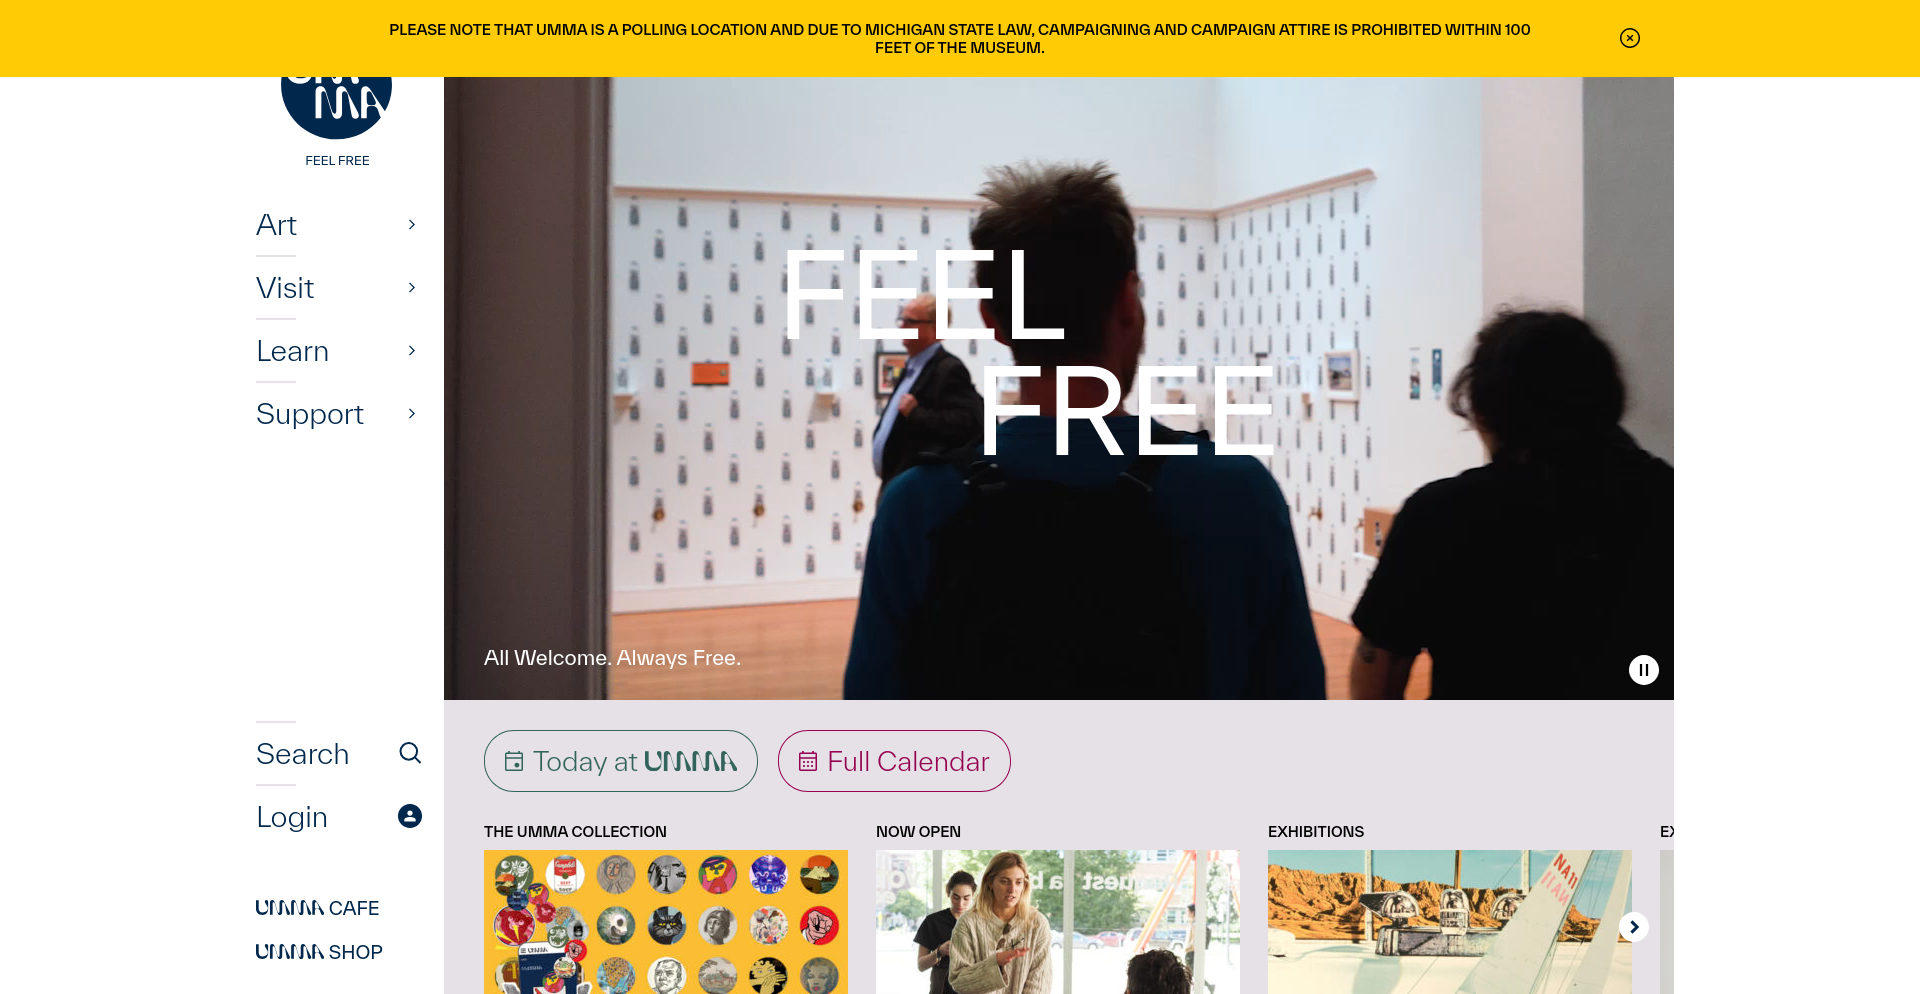 PLEASE NOTE THAT UMMA IS A POLLING LOCATION AND DUE TO MICHIGAN STATE LAW, CAMPAIGNING AND CAMPAIGN ATTIRE IS PROHIBITED WITHIN 100
FEET OF THE MUSEUM.
UMMA
FEEL FREE
Art
Visit
Learn
Support
FEEL
FREE
All Welcome. Always Free.
Search
Login
UMMA CAFE
UMMA SHOP
Today at UMMA
Full Calendar
THE UMMA COLLECTION
NOW OPEN
EXHIBITIONS
EX
NA11